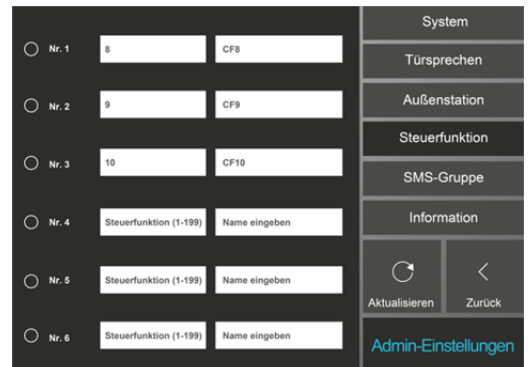 Nr. 1 8 CF8
Nr. 2 9 CF9
Nr. 3 10 CF10
Nr. 4 Steuerfunktion (1-199) Name eingeben
Nr. 5 Steuerfunktion (1-199) Name eingeben
Nr. 6 Steuerfunktion (1-199) Name eingeben
System
Türsprechen
Außenstation
Steuerfunktion
SMS-Gruppe
Information
Aktualisieren Zurück
Admin-Einstellungen